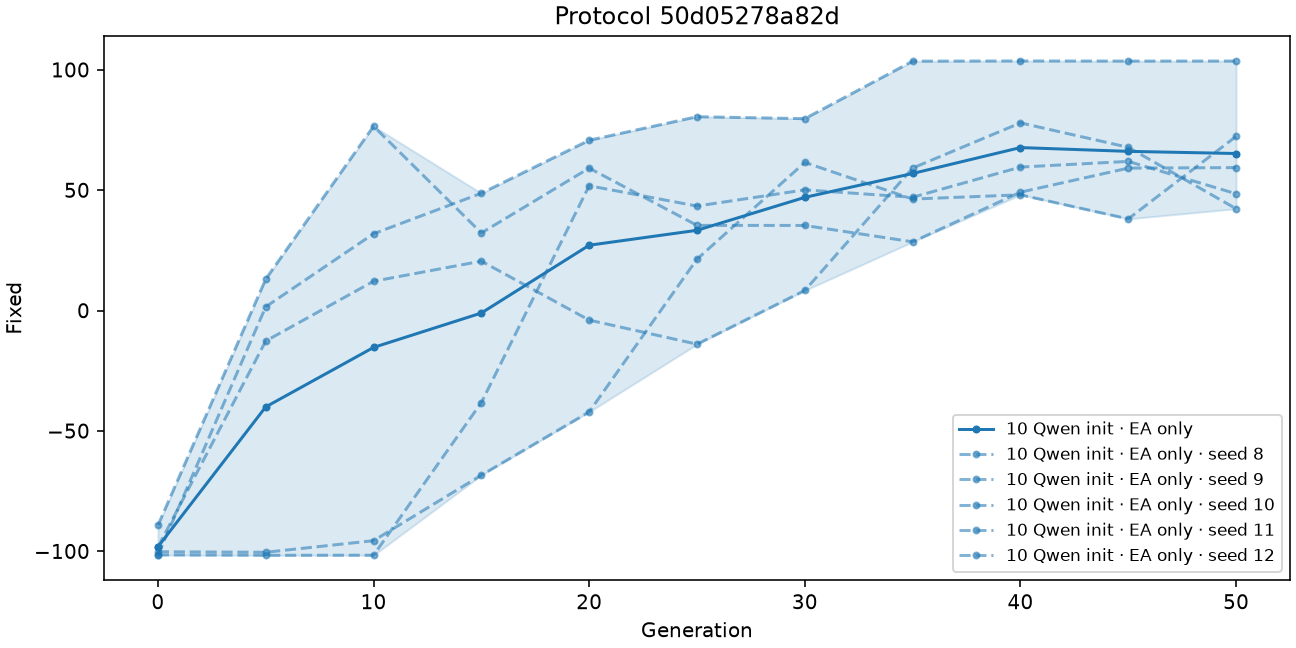 Protocol 50d05278a82d
100
50
0
−50
−100
Fixed
0 10 20 30 40 50
Generation
10 Qwen init · EA only
10 Qwen init · EA only · seed 8
10 Qwen init · EA only · seed 9
10 Qwen init · EA only · seed 10
10 Qwen init · EA only · seed 11
10 Qwen init · EA only · seed 12